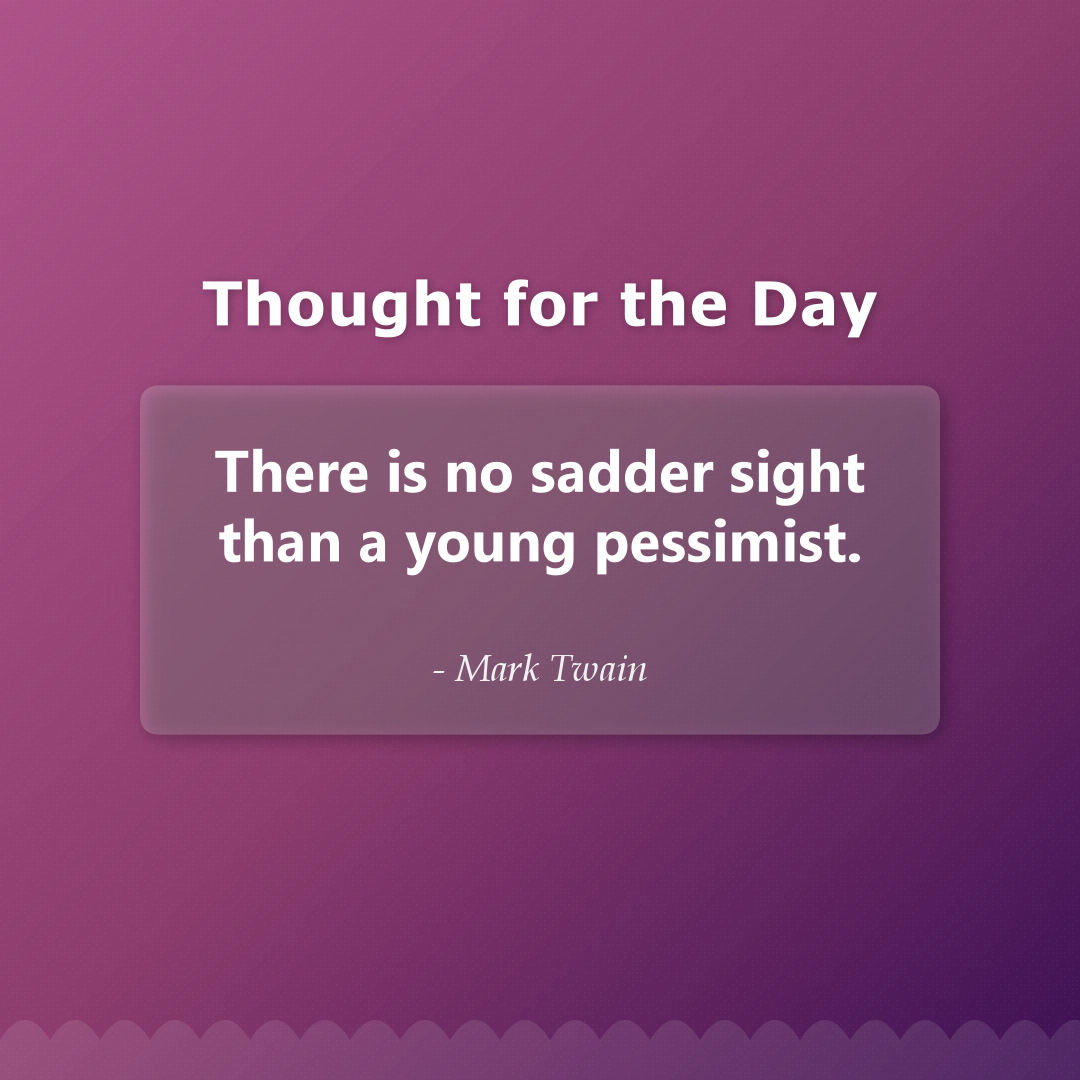 Thought for the Day
There is no sadder sight
than a young pessimist.
- Mark Twain